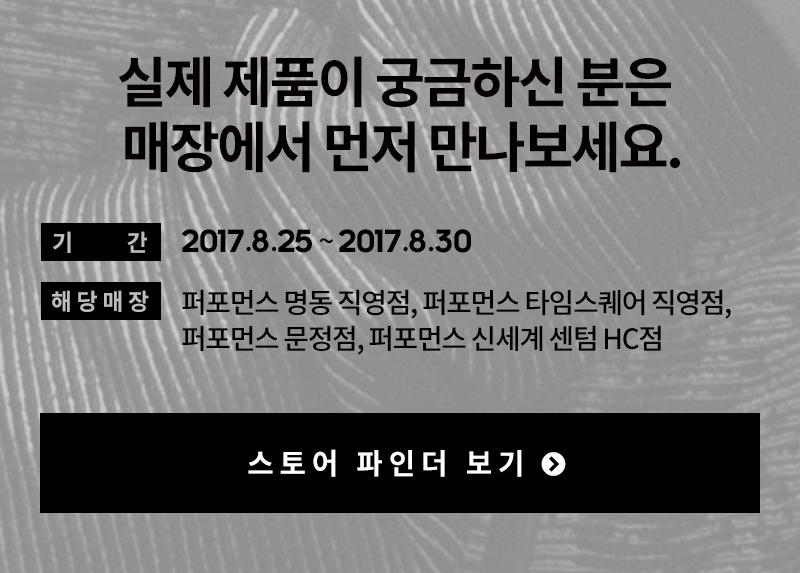 실제 제품이 궁금하신 분은
매장에서 먼저 만나보세요.
기 간 2017.8.25 ~ 2017.8.30
해당매장 퍼포먼스 명동 직영점, 퍼포먼스 타임스퀘어 직영점,
퍼포먼스 문정점, 퍼포먼스 신세계 센텀 HC점
스토어 파인더 보기